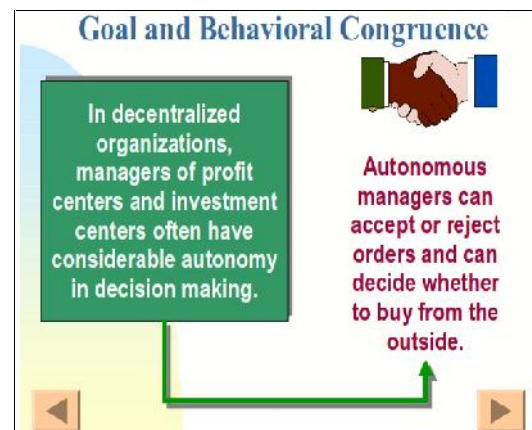 Goal and Behavioral Congruence
In decentralized
organizations,
managers of profit
centers and investment
centers often have
considerable autonomy
in decision making.
Autonomous
managers can
accept or reject
orders and can
decide whether
to buy from the
outside.